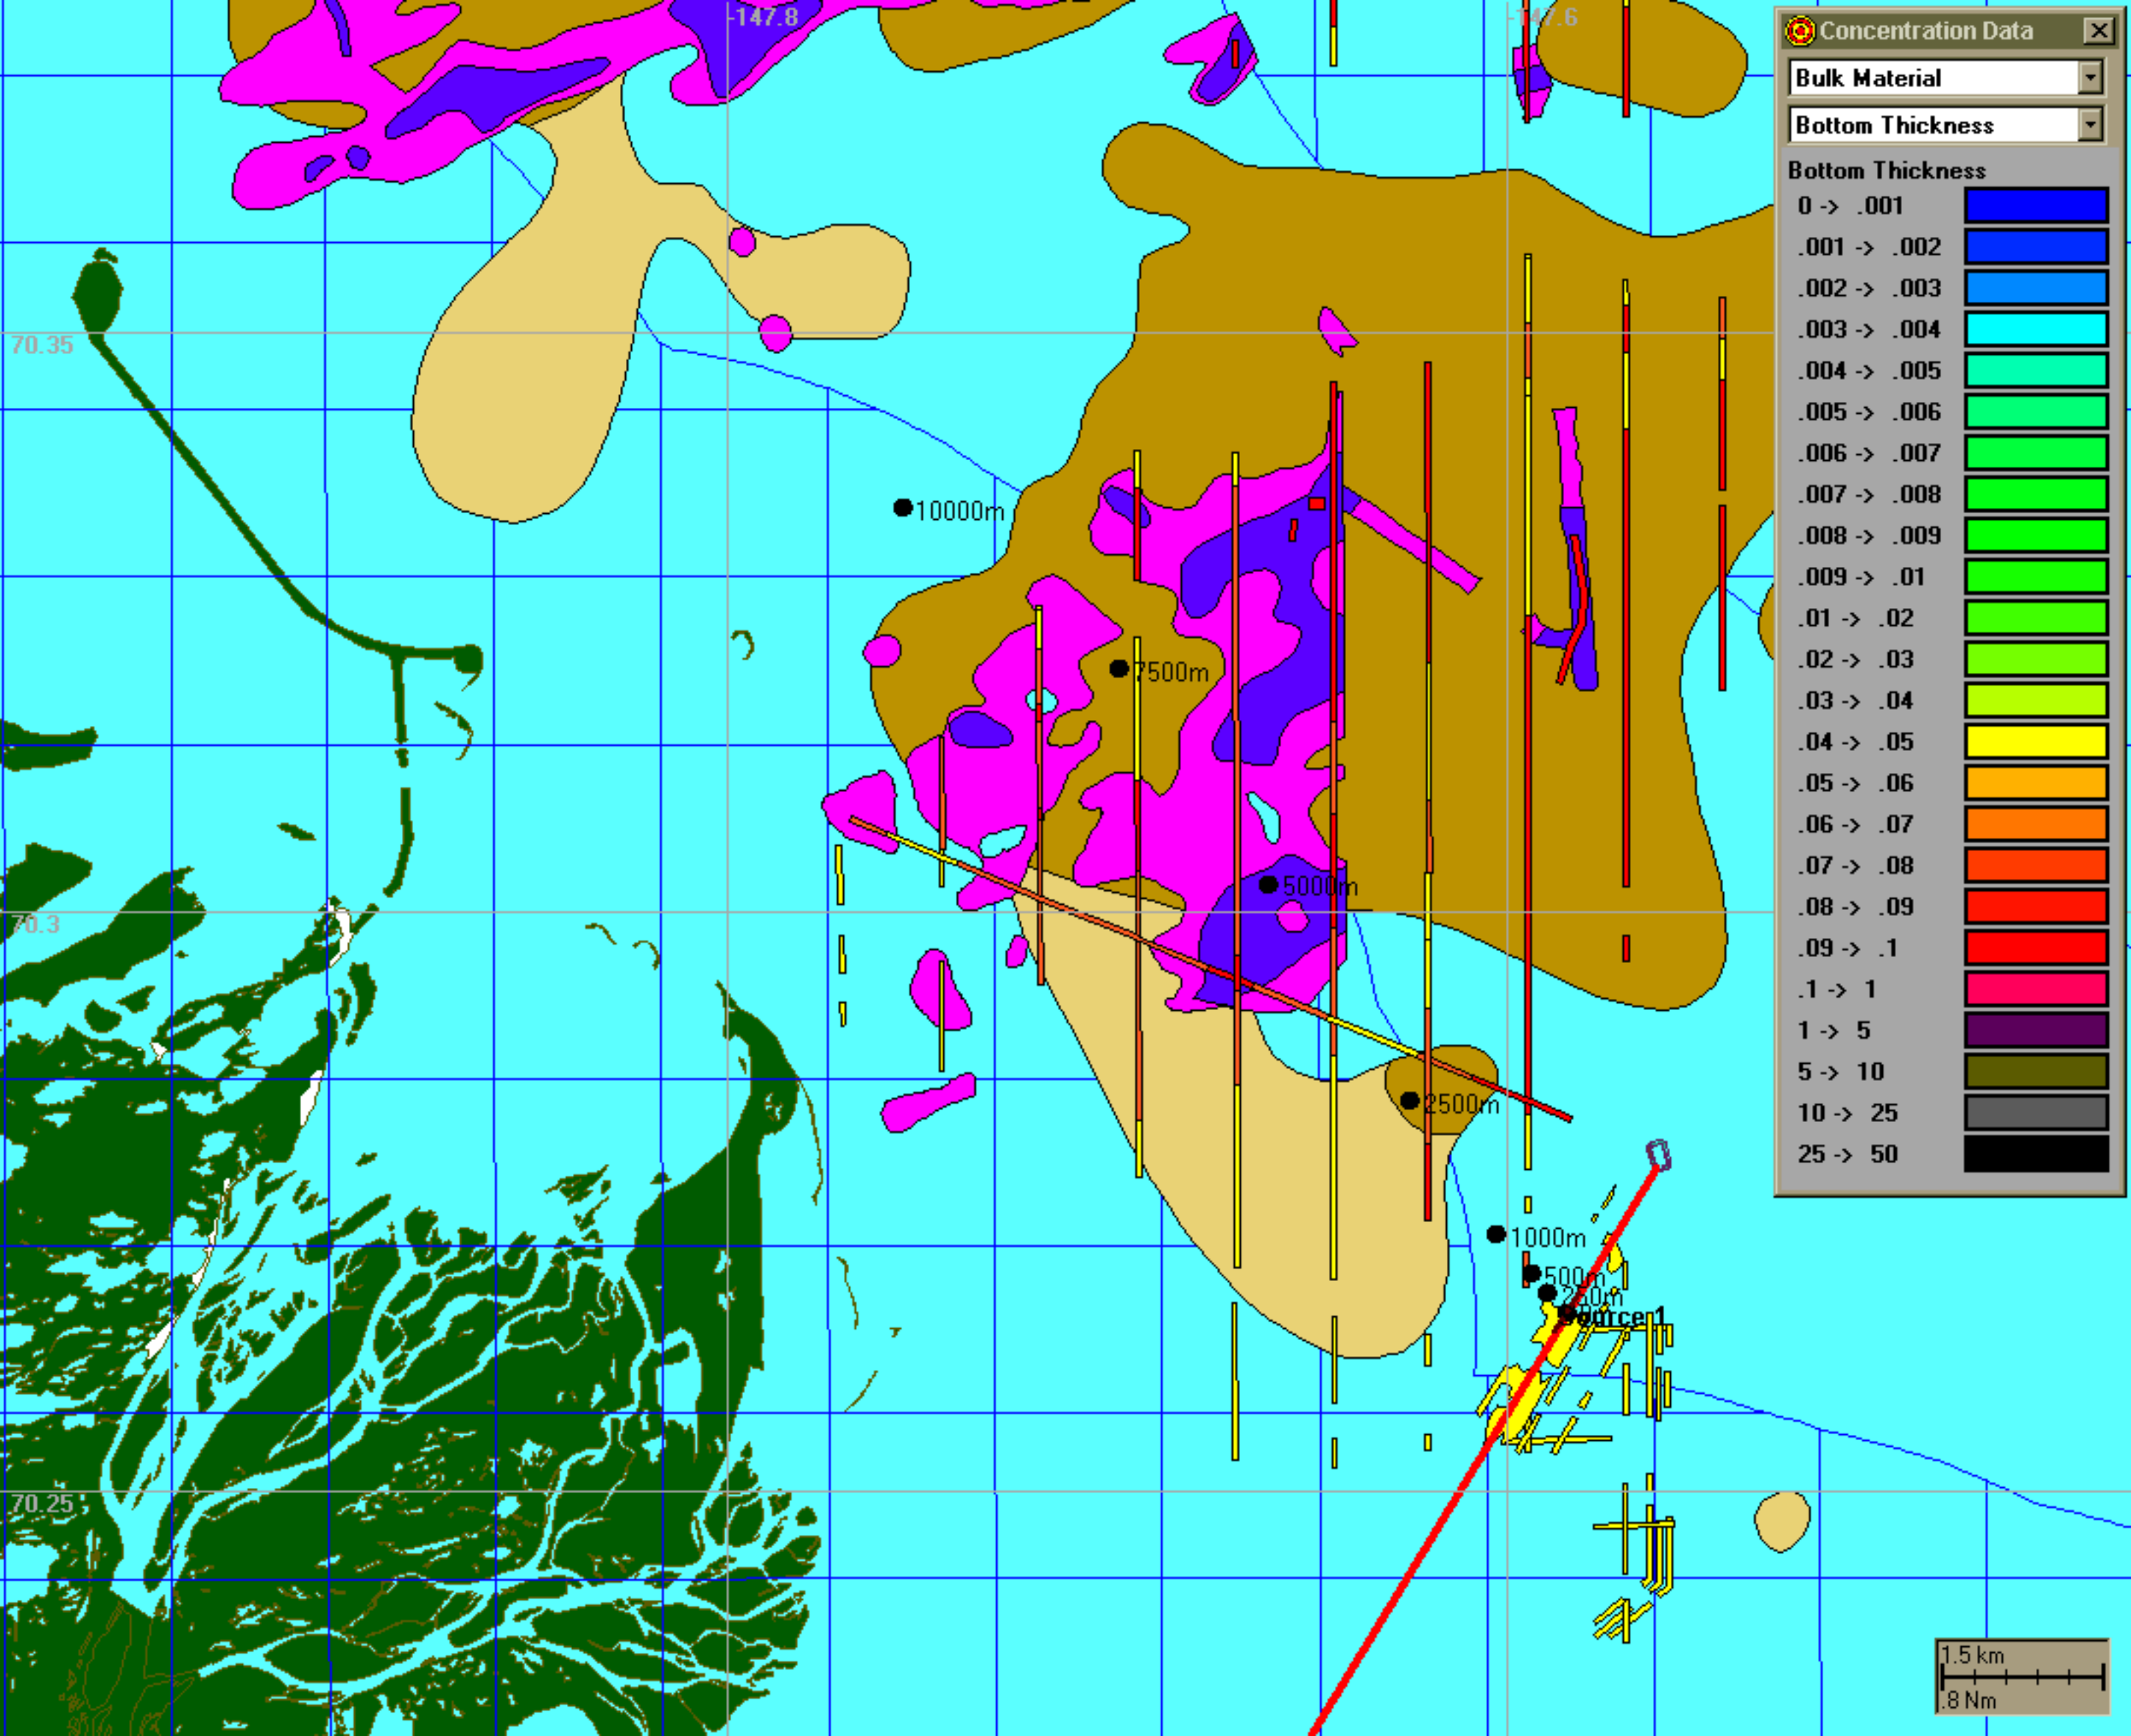 -147.8
-147.6
Concentration Data
Bulk Material
Bottom Thickness
Bottom Thickness
0 -> .001
.001 -> .002
.002 -> .003
.003 -> .004
.004 -> .005
.005 -> .006
.006 -> .007
.007 -> .008
.008 -> .009
.009 -> .01
.01 -> .02
.02 -> .03
.03 -> .04
.04 -> .05
.05 -> .06
.06 -> .07
.07 -> .08
.08 -> .09
.09 -> .1
.1 -> 1
1 -> 5
5 -> 10
10 -> 25
25 -> 50
70.35
10000m
7500m
5000m
70.3
2500m
1000m
500m
250m
Source 1
70.25
1.5 km
.8 Nm